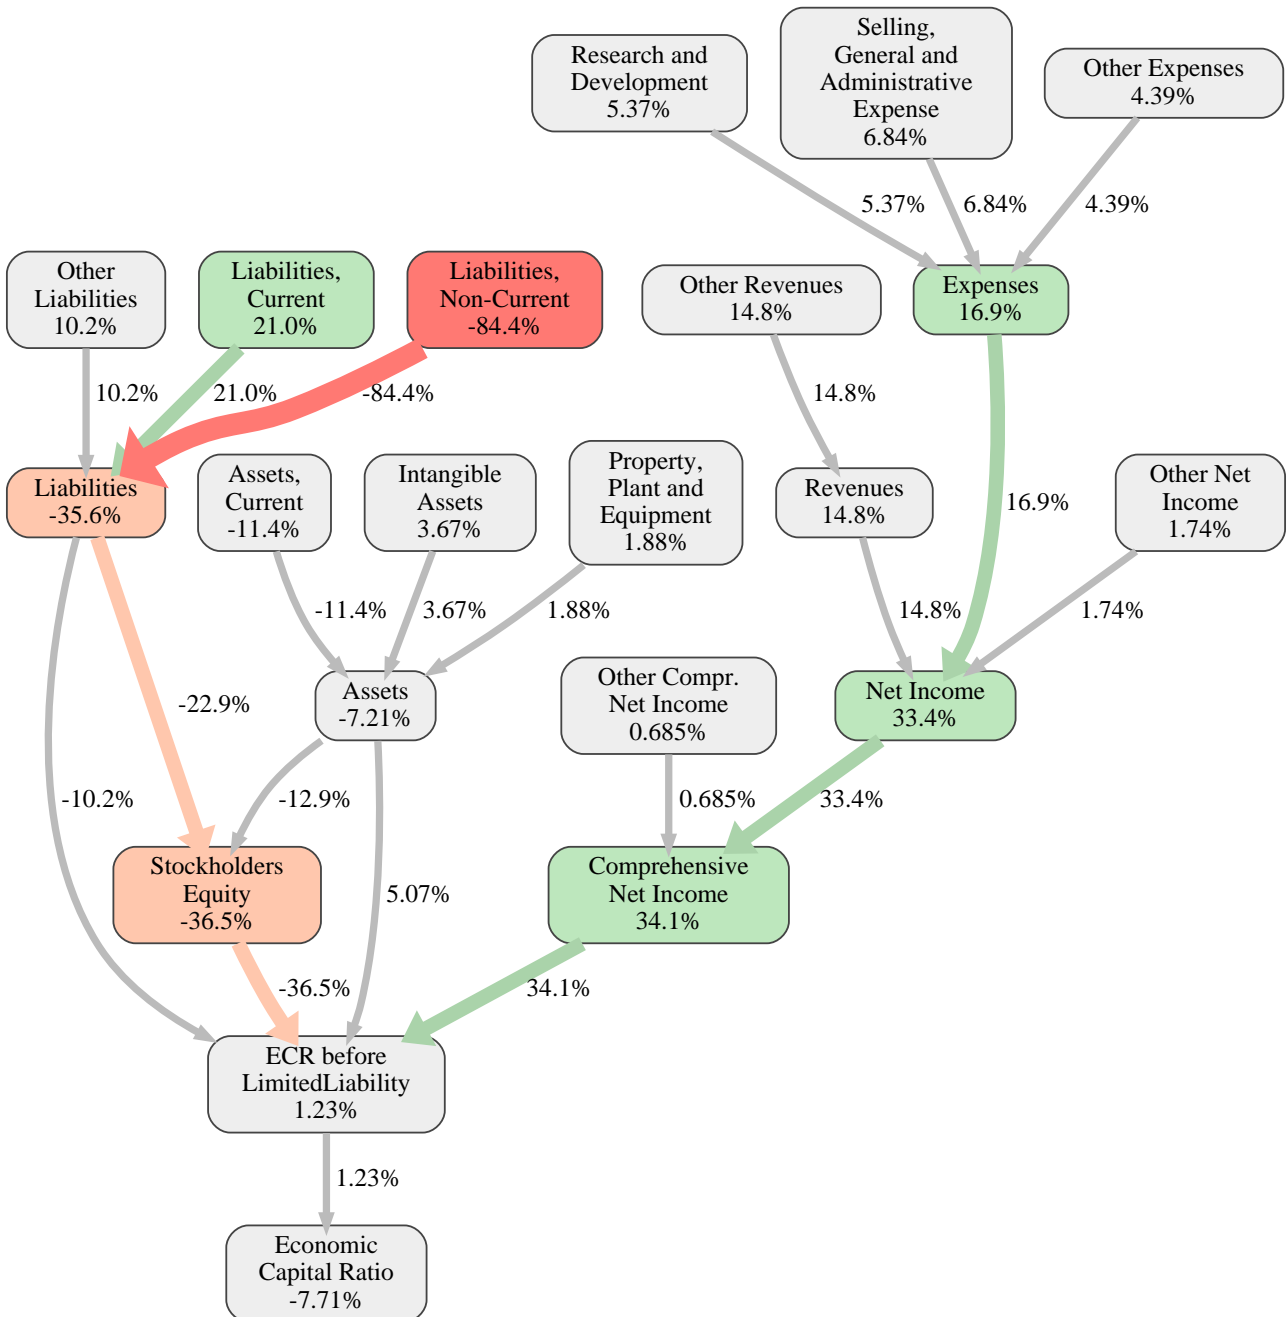 Research and
Development
5.37%
Selling,
General and
Administrative
Expense
6.84%
Other Expenses
4.39%
5.37%
6.84%
4.39%
Other
Liabilities
10.2%
Liabilities,
Current
21.0%
Liabilities,
Non-Current
-84.4%
Other Revenues
14.8%
Expenses
16.9%
10.2%
21.0%
-84.4%
14.8%
16.9%
Liabilities
-35.6%
Assets,
Current
-11.4%
Intangible
Assets
3.67%
Property,
Plant and
Equipment
1.88%
Revenues
14.8%
Other Net
Income
1.74%
-11.4%
3.67%
1.88%
14.8%
1.74%
-22.9%
Assets
-7.21%
Other Compr.
Net Income
0.685%
Net Income
33.4%
-10.2%
-12.9%
5.07%
0.685%
33.4%
Stockholders
Equity
-36.5%
Comprehensive
Net Income
34.1%
-36.5%
34.1%
ECR before
LimitedLiability
1.23%
1.23%
Economic
Capital Ratio
-7.71%